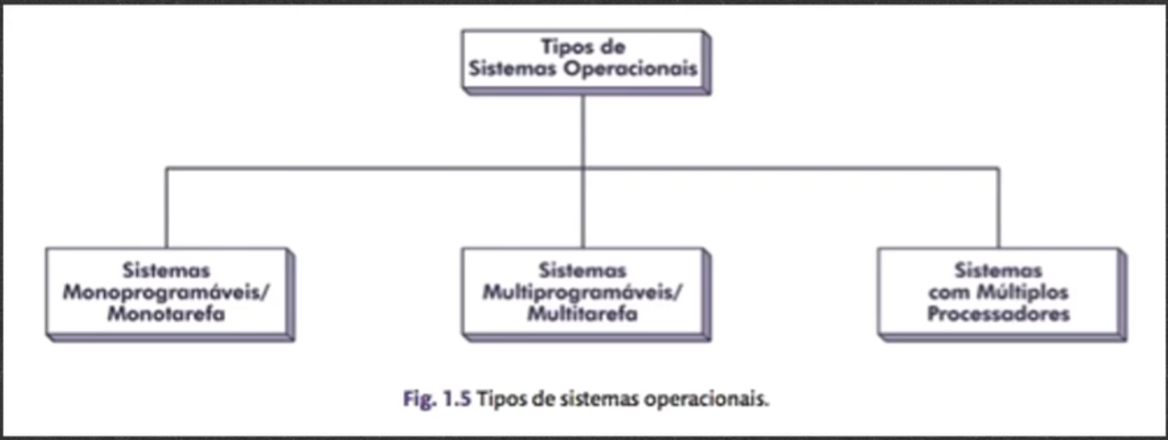 Tipos de
Sistemas Operacionais
Sistemas
Monoprogramáveis/
Monotarefa
Sistemas
Multiprogramáveis/
Multitarefa
Sistemas
com Múltiplos
Processadores
Fig. 1.5 Tipos de sistemas operacionais.